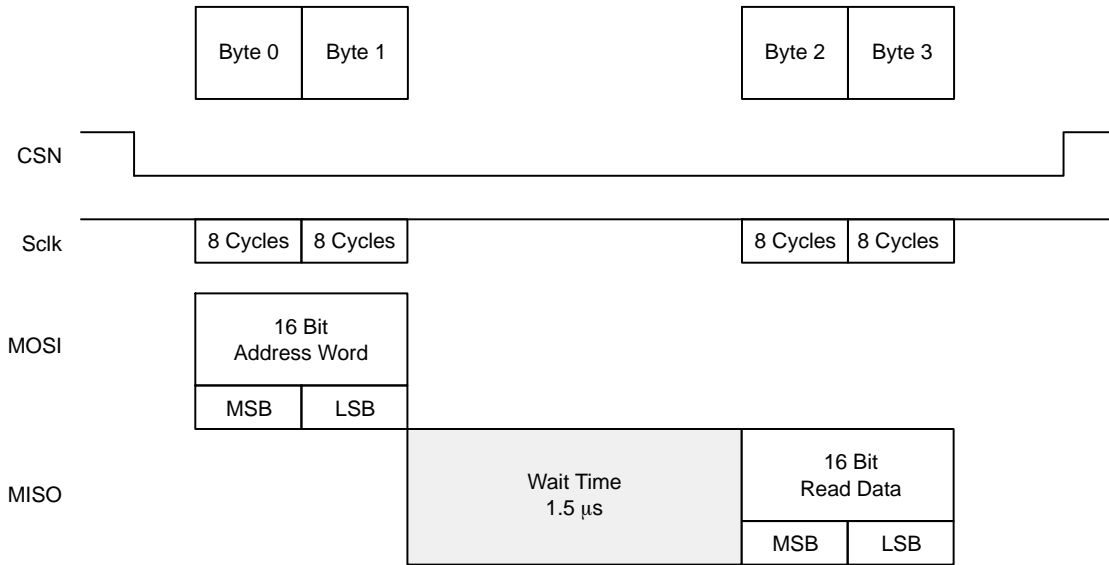 Byte 0
Byte 1
Byte 2
Byte 3
CSN
Sclk
8 Cycles
8 Cycles
8 Cycles
8 Cycles
MOSI
16 Bit
Address Word
MSB
LSB
MISO
Wait Time
1.5 μs
16 Bit
Read Data
MSB
LSB